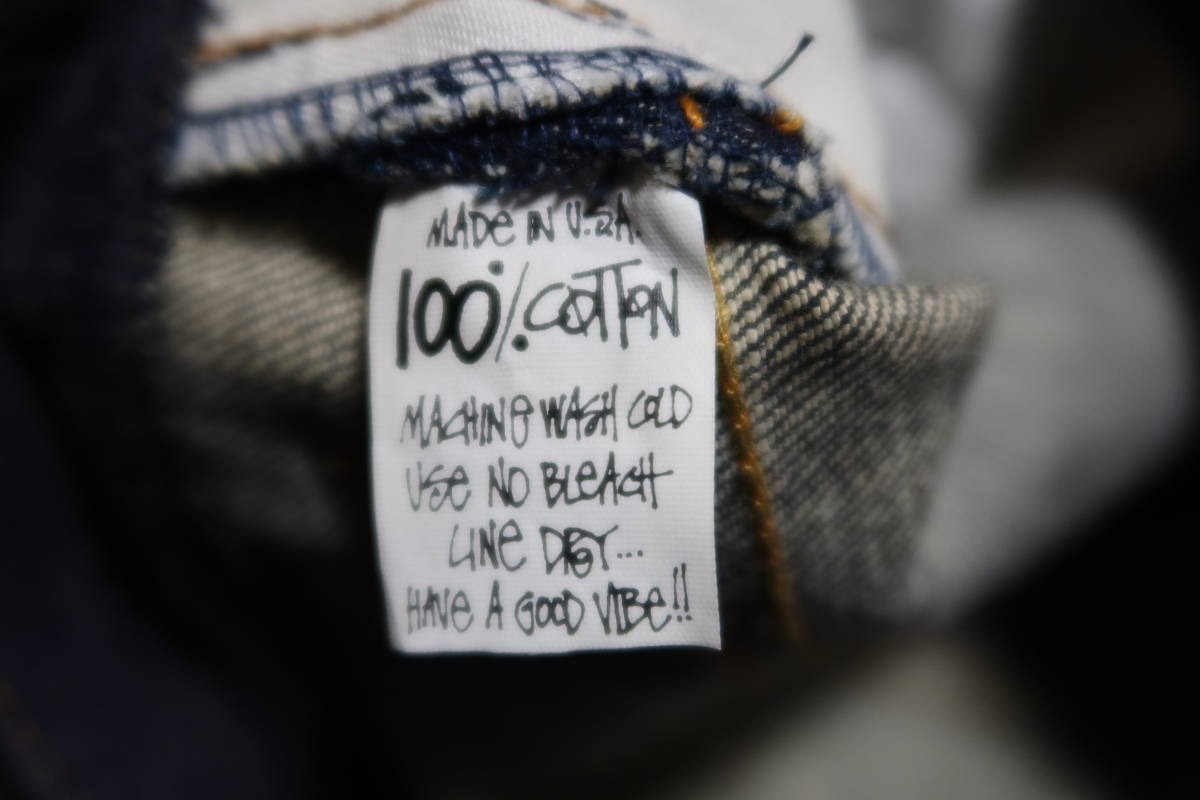 MADE IN U.S.A.
100% COTTON
MACHINE WASH COLD
USE NO BLEACH
LINE DRY...
HAVE A GOOD VIBE!!